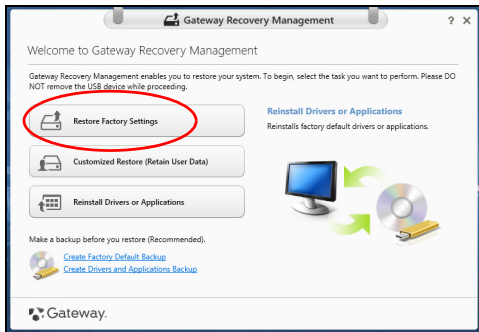 Gateway Recovery Management
? X
Welcome to Gateway Recovery Management
Gateway Recovery Management enables you to restore your system. To begin, select the task you want to perform. Please DO
NOT remove the USB device while proceeding.
Restore Factory Settings
Reinstall Drivers or Applications
Reinstalls factory default drivers or applications.
Customized Restore (Retain User Data)
Reinstall Drivers or Applications
Make a backup before you restore (Recommended).
Create Factory Default Backup
Create Drivers and Applications Backup
Gateway.